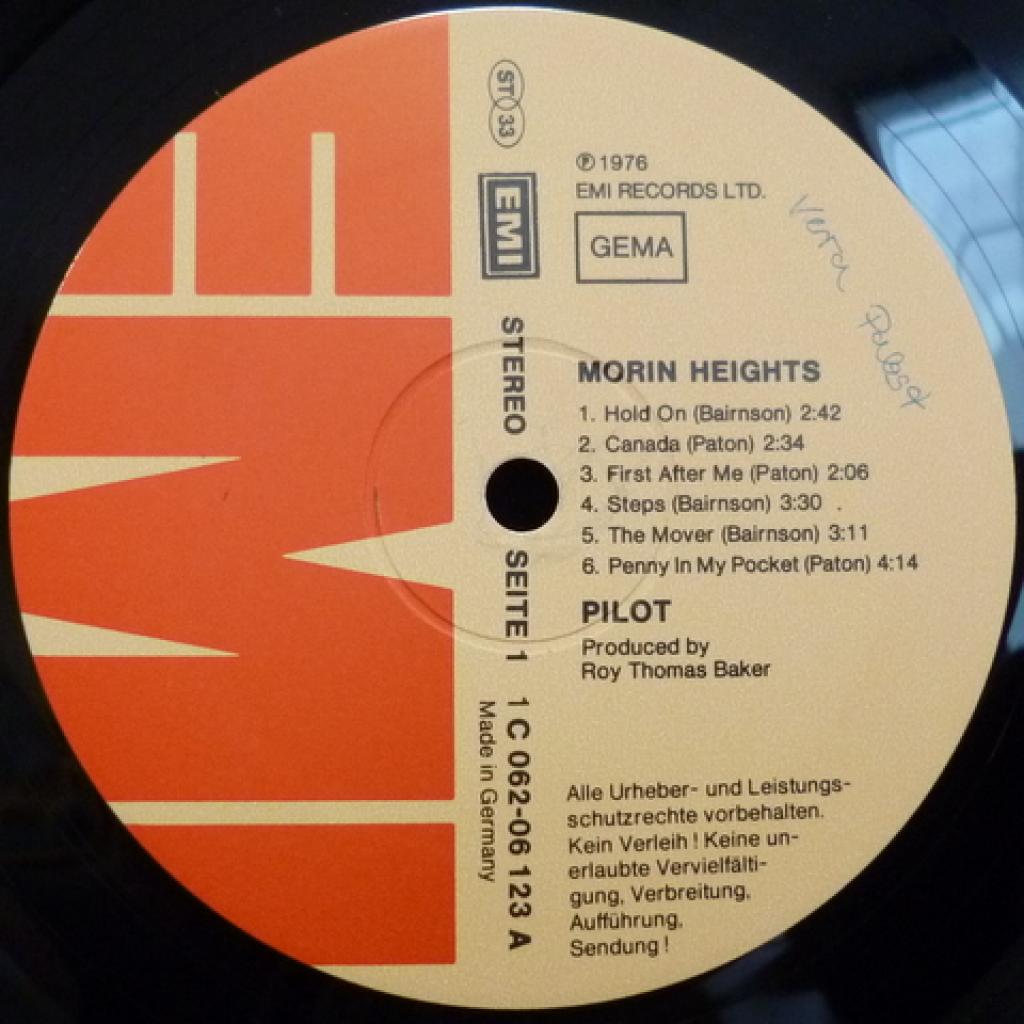 ST 33
EMI
STEREO
SEITE 1
1 C 062-06 123 A
Made in Germany
℗ 1976
EMI RECORDS LTD.
GEMA
MORIN HEIGHTS
1. Hold On (Bairnson) 2:42
2. Canada (Paton) 2:34
3. First After Me (Paton) 2:06
4. Steps (Bairnson) 3:30
5. The Mover (Bairnson) 3:11
6. Penny In My Pocket (Paton) 4:14
PILOT
Produced by
Roy Thomas Baker
Alle Urheber- und Leistungs-
schutzrechte vorbehalten.
Kein Verleih! Keine un-
erlaubte Vervielfälti-
gung, Verbreitung,
Aufführung,
Sendung!
EMI